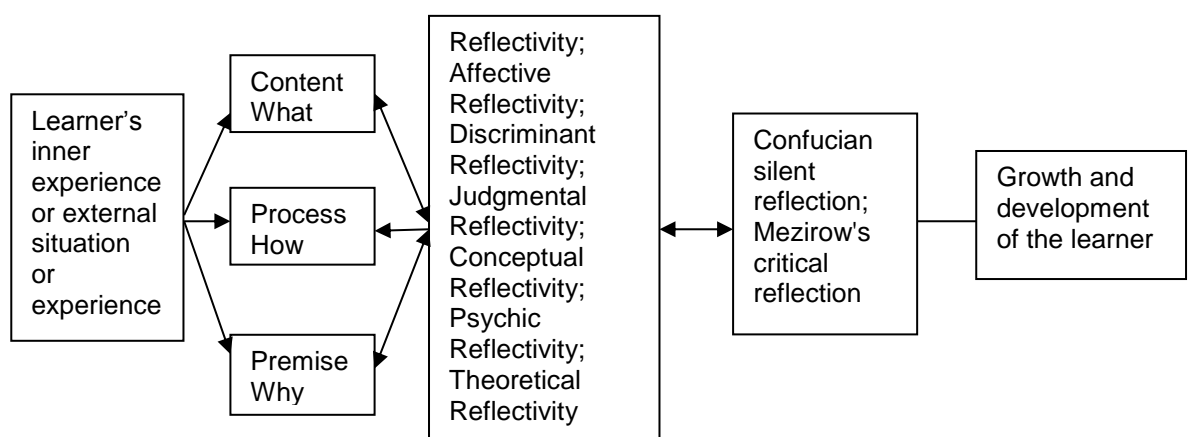 Learner's
inner
experience
or external
situation
or
experience
Content
What
Process
How
Premise
Why
Reflectivity;
Affective
Reflectivity;
Discriminant
Reflectivity;
Judgmental
Reflectivity;
Conceptual
Reflectivity;
Psychic
Reflectivity;
Theoretical
Reflectivity
Confucian
silent
reflection;
Mezirow's
critical
reflection
Growth and
development
of the learner